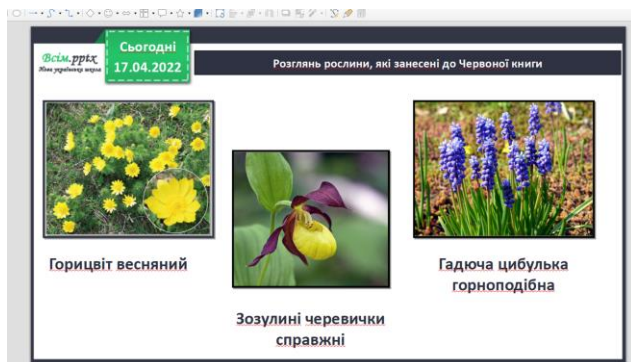 Всім.pptx
Нова українська школа
Сьогодні
17.04.2022
Розглянь рослини, які занесені до Червоної книги
Горицвіт весняний
Зозулині черевички
справжні
Гадюча цибулька
горноподібна